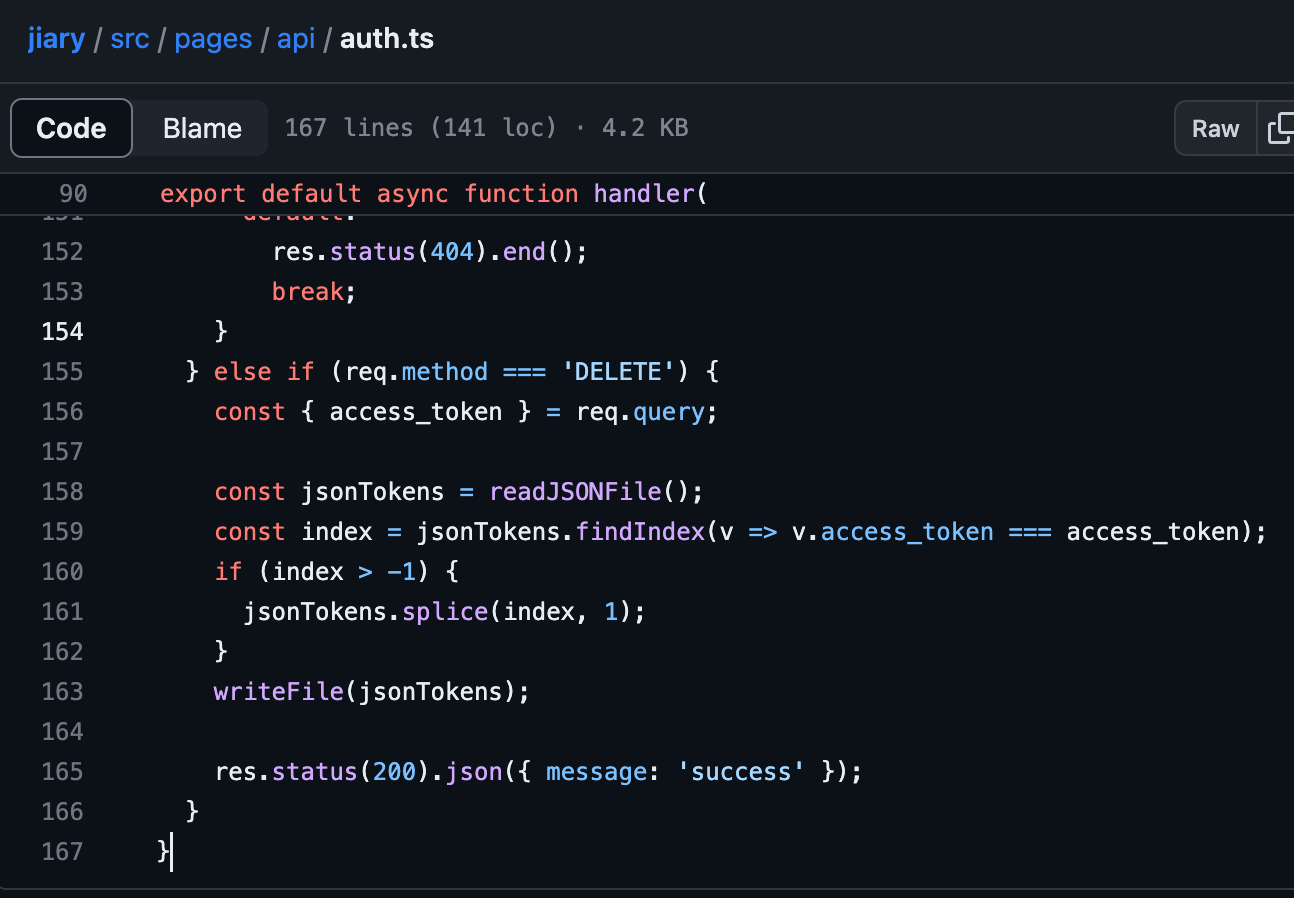 jiary / src / pages / api / auth.ts
Code Blame 167 lines (141 loc) · 4.2 KB Raw
90 export default async function handler(
152 res.status(404).end();
153 break;
154 }
155 } else if (req.method === 'DELETE') {
156 const { access_token } = req.query;
157
158 const jsonTokens = readJSONFile();
159 const index = jsonTokens.findIndex(v => v.access_token === access_token);
160 if (index > -1) {
161 jsonTokens.splice(index, 1);
162 }
163 writeFile(jsonTokens);
164
165 res.status(200).json({ message: 'success' });
166 }
167 }